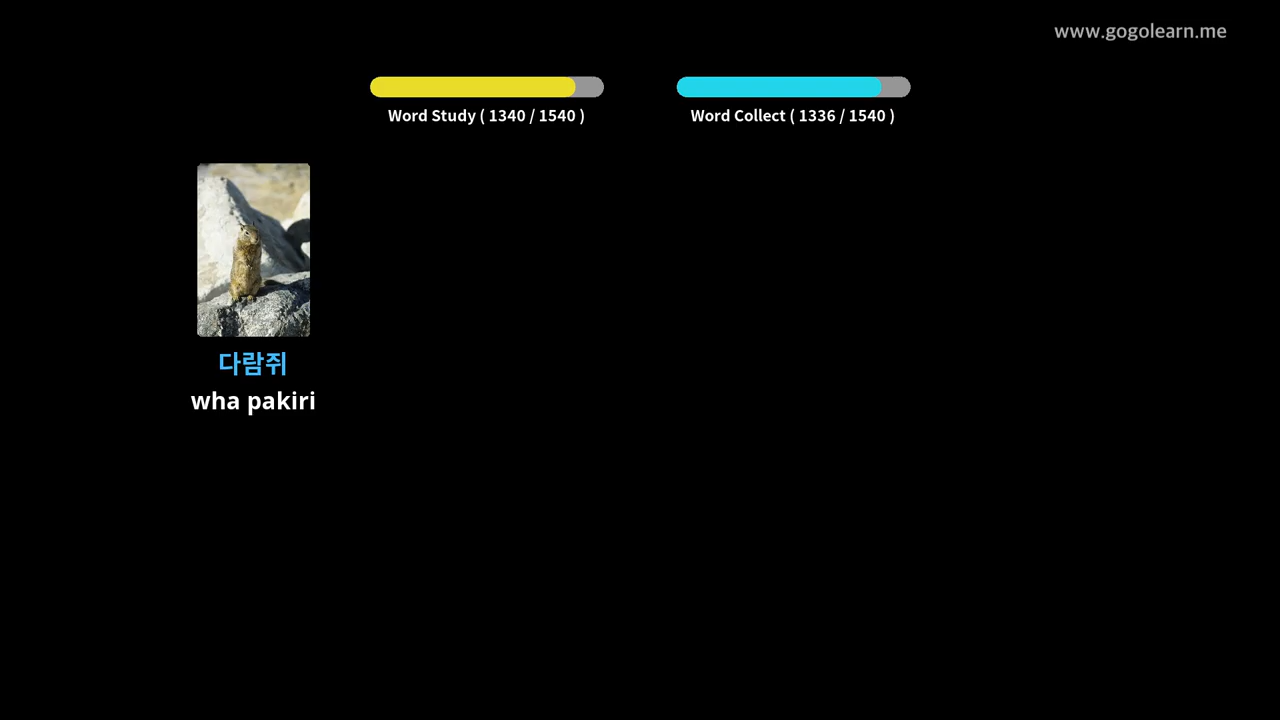 www.gogolearn.me
Word Study ( 1340 / 1540 )
Word Collect ( 1336 / 1540 )
다람쥐
wha pakiri